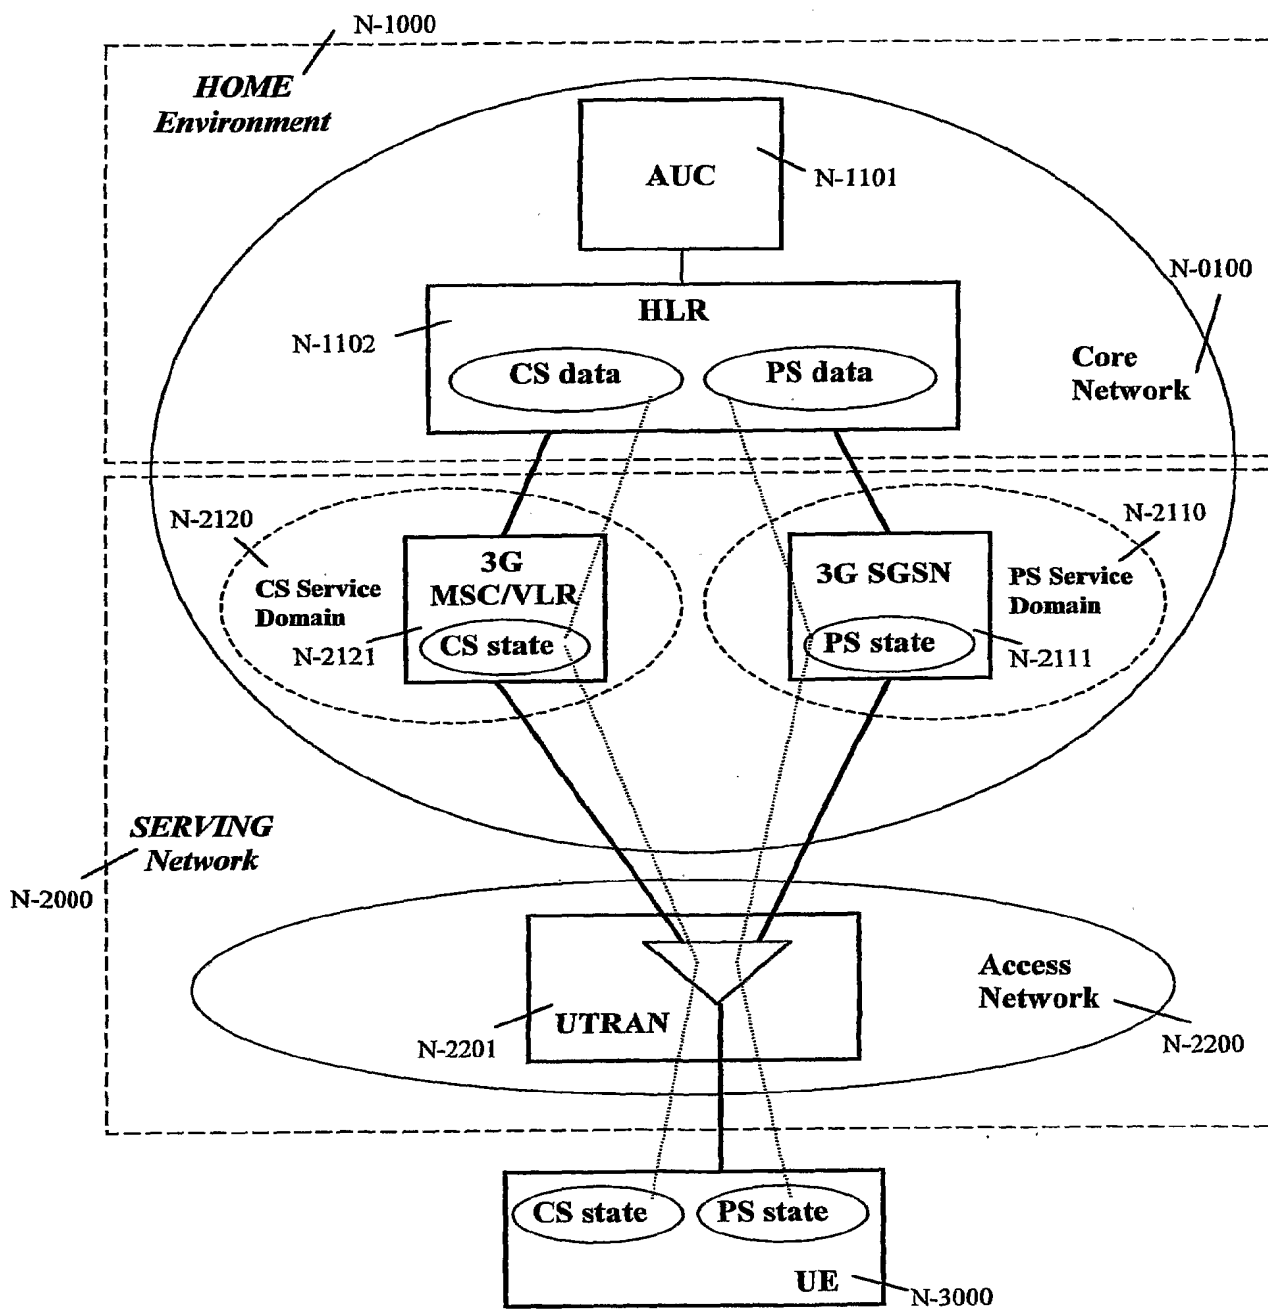 N-1000
HOME
Environment
AUC
N-1101
N-0100
HLR
N-1102
CS data
PS data
Core
Network
N-2120
N-2110
3G
MSC/VLR
CS Service
Domain
3G SGSN
PS Service
Domain
N-2121
CS state
PS state
N-2111
SERVING
Network
N-2000
Access
Network
UTRAN
N-2201
N-2200
CS state
PS state
UE
N-3000